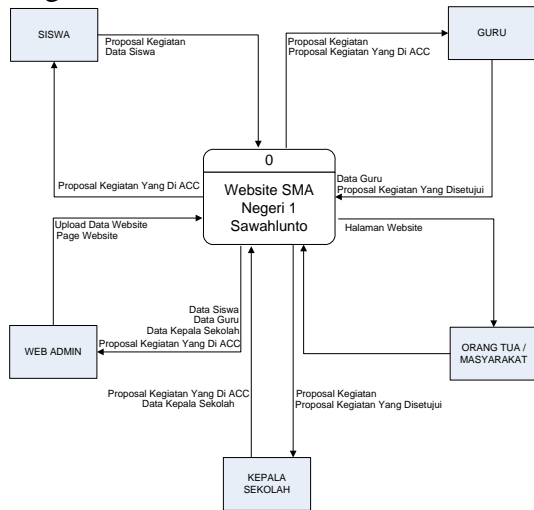 SISWA
GURU
Proposal Kegiatan
Data Siswa
Proposal Kegiatan
Proposal Kegiatan Yang Di ACC
0
Website SMA
Negeri 1
Sawahlunto
Proposal Kegiatan Yang Di ACC
Data Guru
Proposal Kegiatan Yang Disetujui
Upload Data Website
Page Website
Halaman Website
Data Siswa
Data Guru
Data Kepala Sekolah
Proposal Kegiatan Yang Di ACC
WEB ADMIN
ORANG TUA /
MASYARAKAT
Proposal Kegiatan Yang Di ACC
Data Kepala Sekolah
Proposal Kegiatan
Proposal Kegiatan Yang Disetujui
KEPALA
SEKOLAH